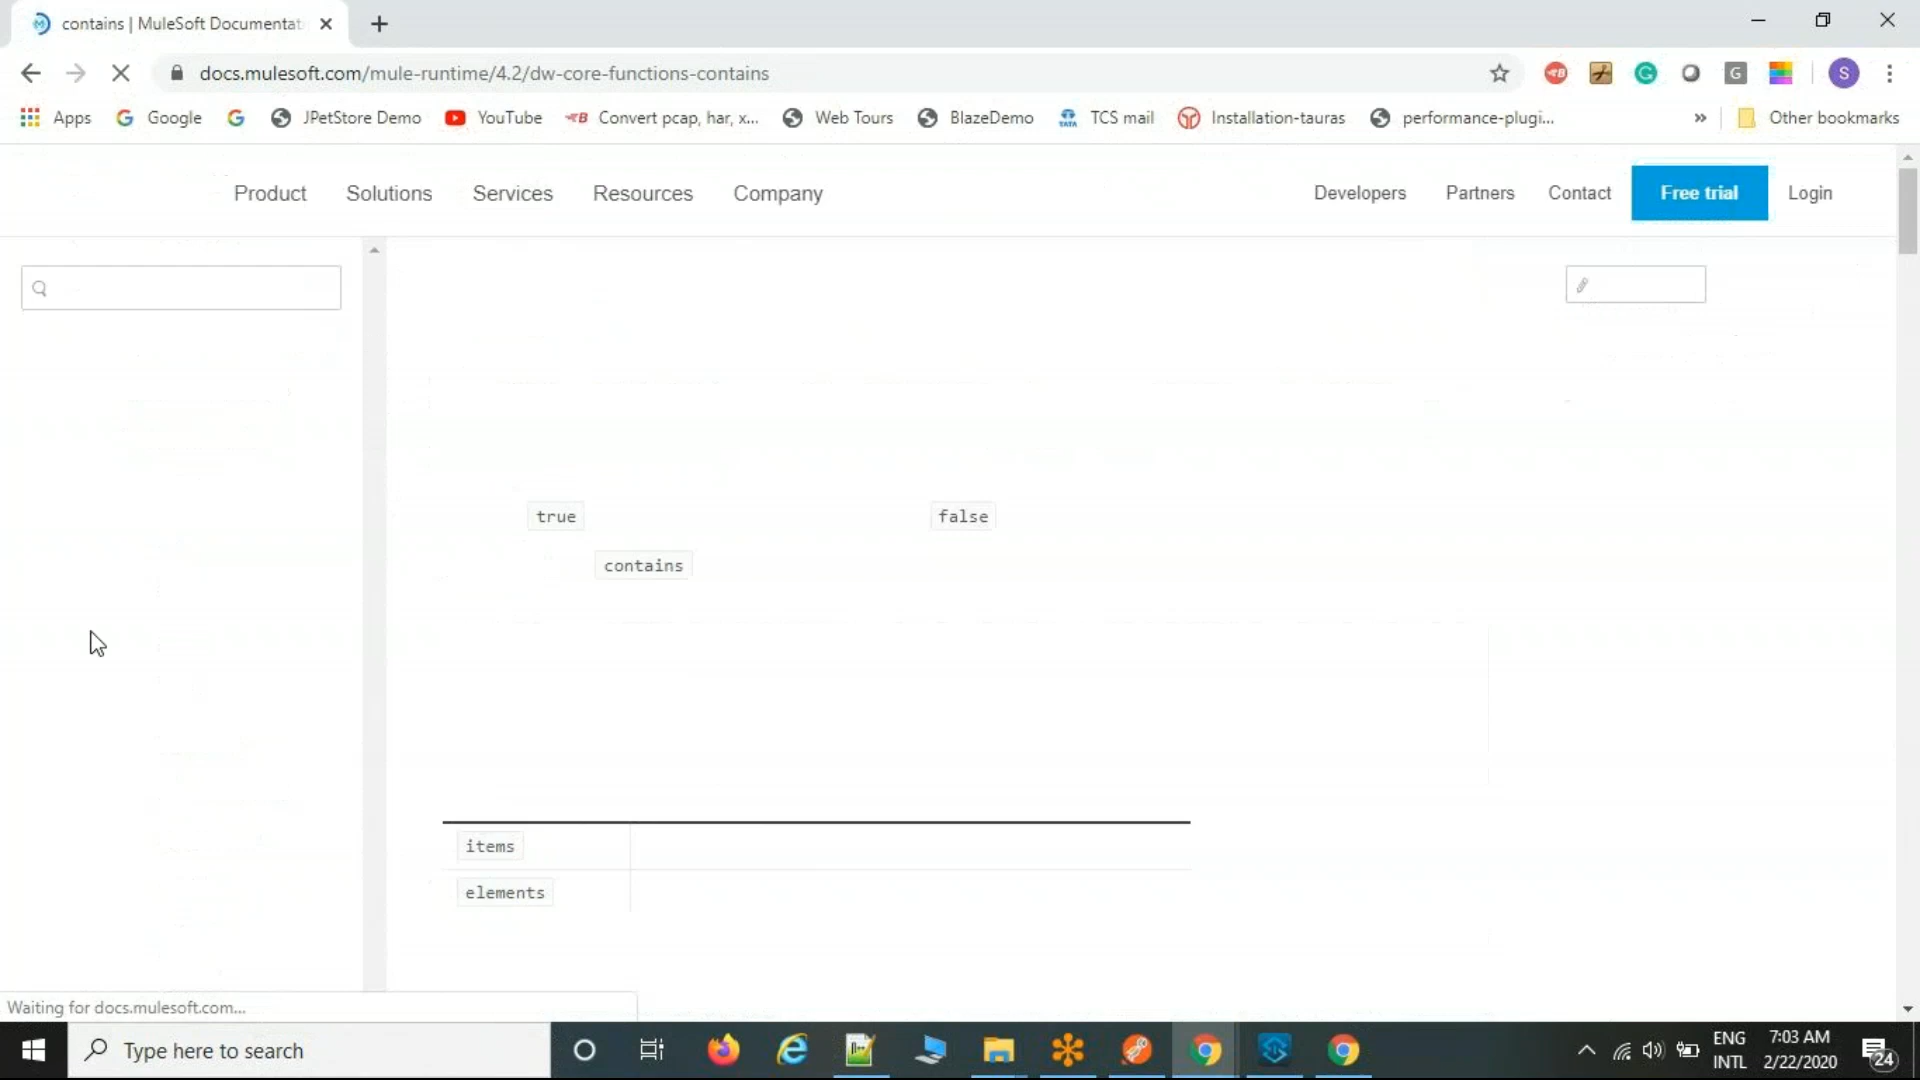 contains | MuleSoft Documentat
docs.mulesoft.com/mule-runtime/4.2/dw-core-functions-contains
S
Apps Google JPetStore Demo YouTube Convert pcap, har, x... Web Tours BlazeDemo TCS mail Installation-tauras performance-plugi... » Other bookmarks
Product Solutions Services Resources Company Developers Partners Contact Free trial Login
true false
contains
items
elements
Waiting for docs.mulesoft.com...
Type here to search
ENG 7:03 AM
INTL 2/22/2020 24